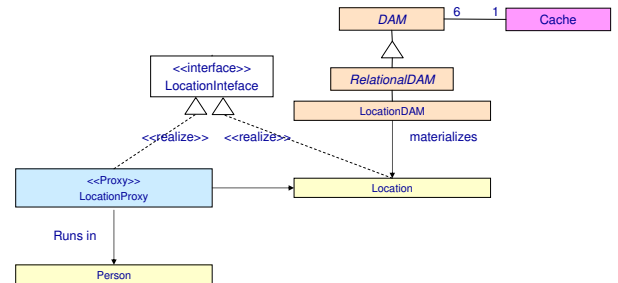 DAM
6
1
Cache
<<interface>>
LocationInteface
RelationalDAM
LocationDAM
<<realize>>
<<realize>>
materializes
<<Proxy>>
LocationProxy
Location
Runs in
Person